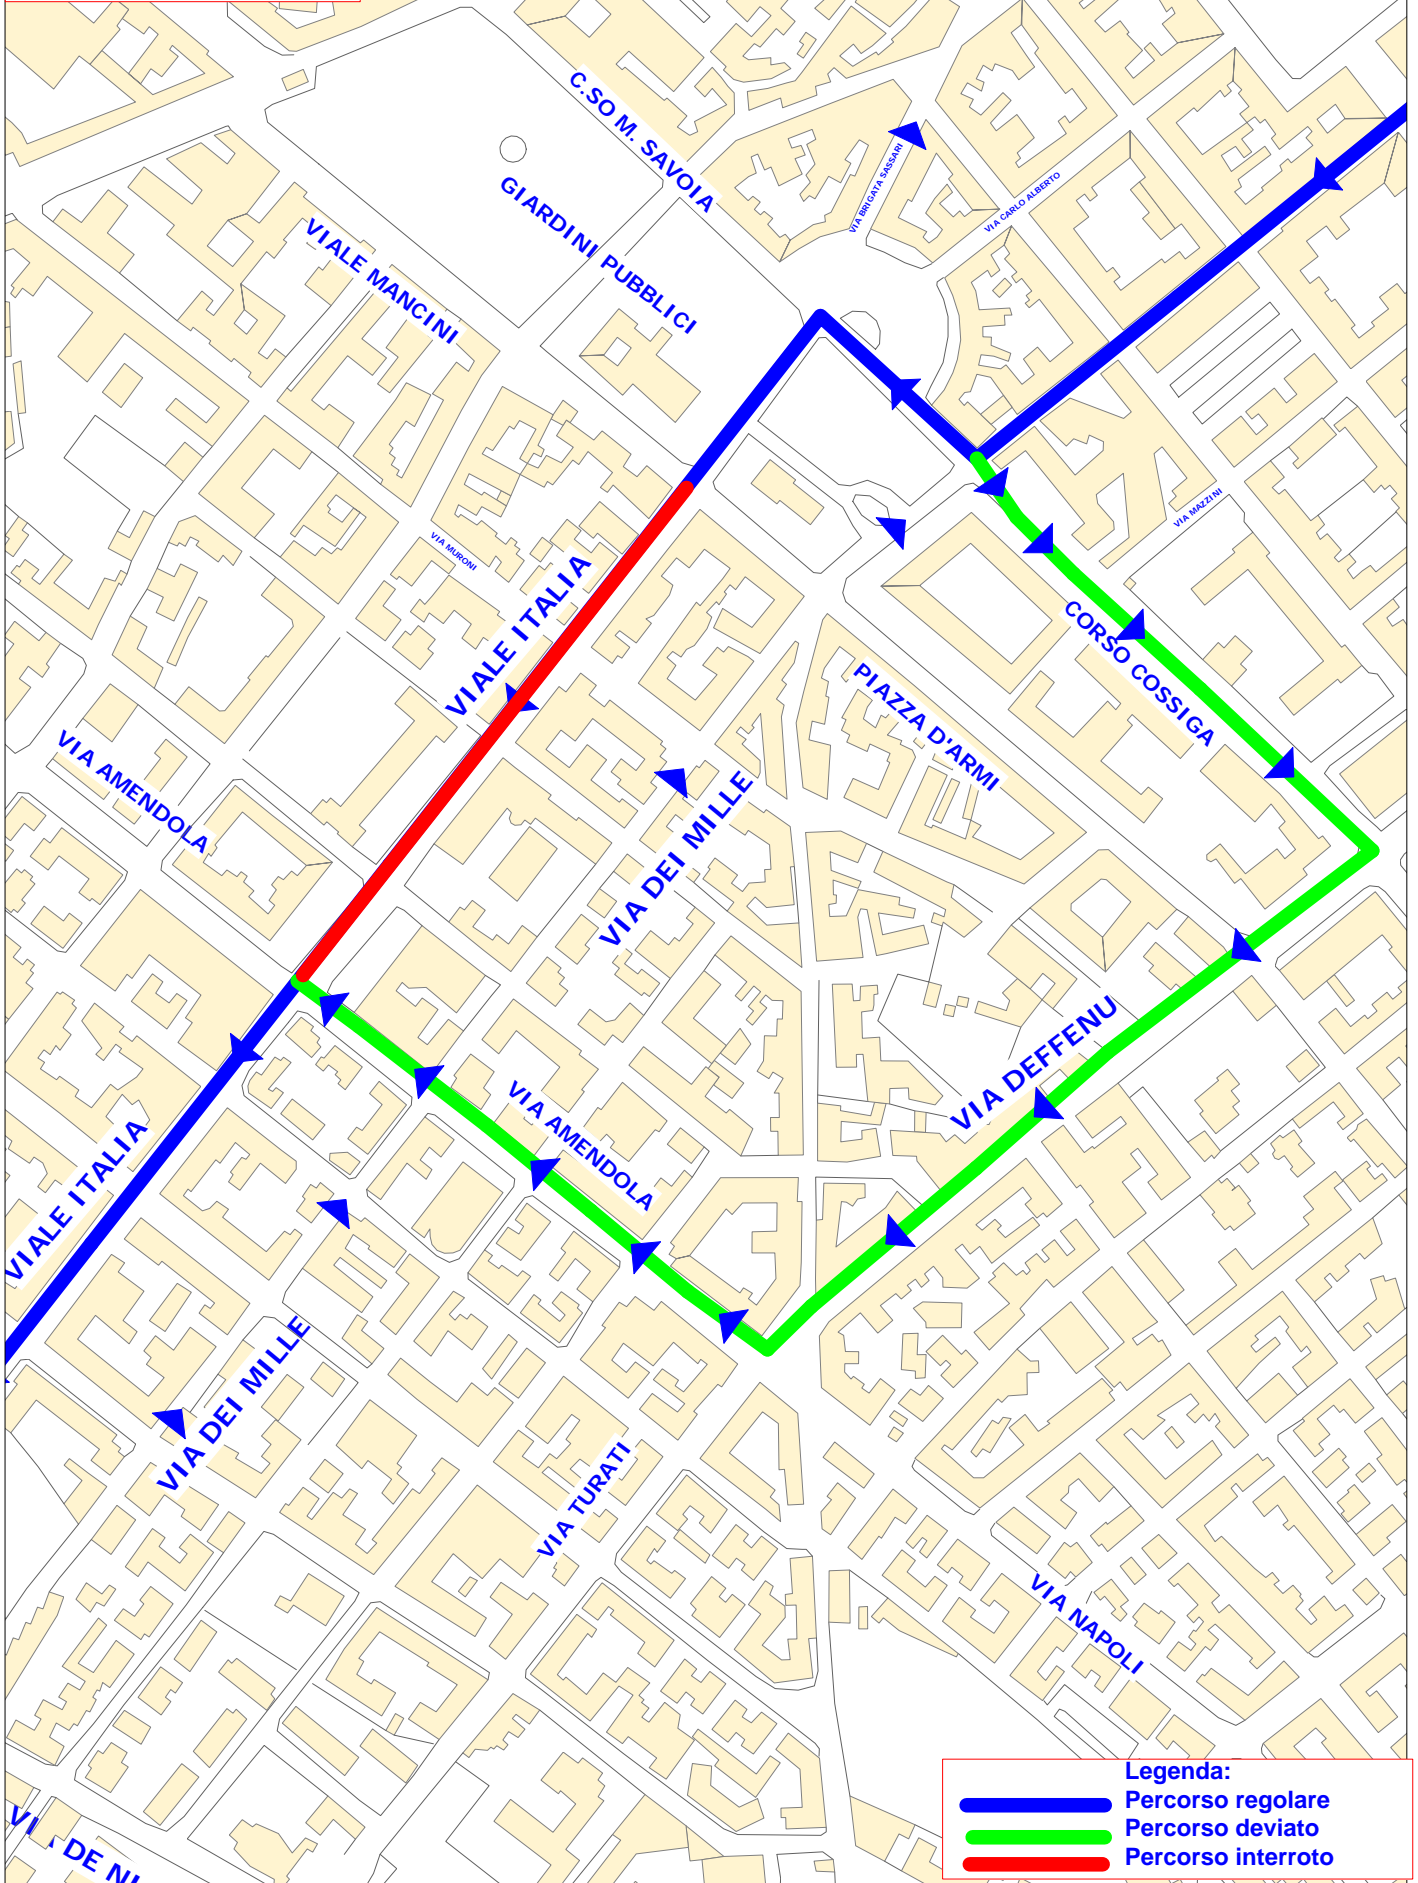 C.SO M. SAVOIA
GIARDINI PUBBLICI
VIA BRIGATA SASSARI
VIA CARLO ALBERTO
VIALE MANCINI
VIA MAZZINI
VIA MURONI
VIALE ITALIA
CORSO COSSIGA
PIAZZA D'ARMI
VIA AMENDOLA
VIA DEI MILLE
VIA DEFFENU
VIA AMENDOLA
VIALE ITALIA
VIA DEI MILLE
VIA TURATI
VIA NAPOLI
Legenda:
Percorso regolare
Percorso deviato
Percorso interroto
DE NI